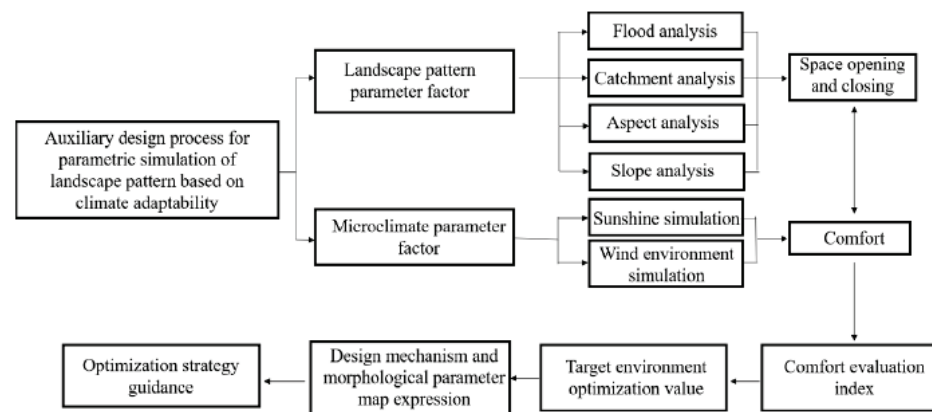 Auxiliary design process for
parametric simulation of
landscape pattern based on
climate adaptability
Landscape pattern
parameter factor
Microclimate parameter
factor
Flood analysis
Catchment analysis
Aspect analysis
Slope analysis
Sunshine simulation
Wind environment
simulation
Space opening
and closing
Comfort
Comfort evaluation
index
Target environment
optimization value
Design mechanism and
morphological parameter
map expression
Optimization strategy
guidance